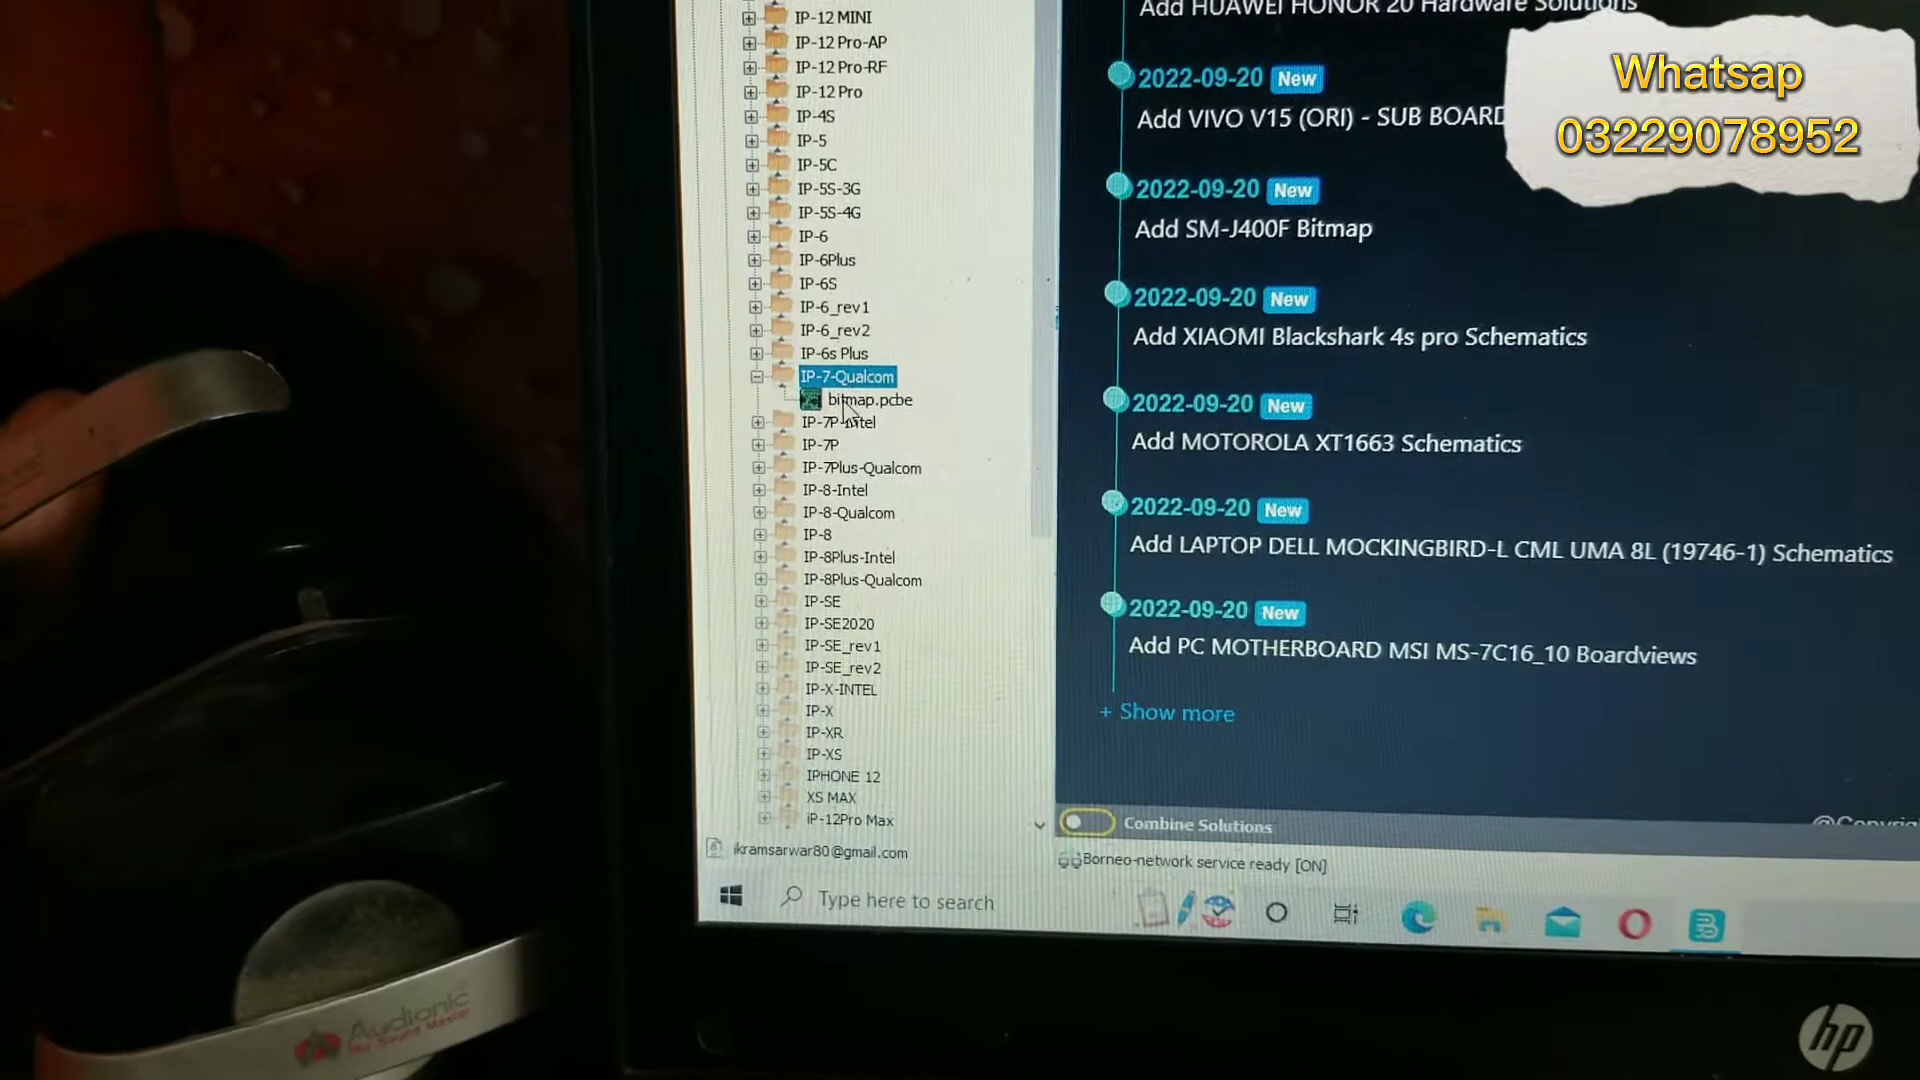 IP-12 MINI
IP-12 Pro-AP
IP-12 Pro-RF
IP-12 Pro
IP-4S
IP-5
IP-5C
IP-5S-3G
IP-5S-4G
IP-6
IP-6Plus
IP-6S
IP-6_rev1
IP-6_rev2
IP-6s Plus
IP-7-Qualcom
bitmap.pcbe
IP-7P-Intel
IP-7P
IP-7Plus-Qualcom
IP-8-Intel
IP-8-Qualcom
IP-8
IP-8Plus-Intel
IP-8Plus-Qualcom
IP-SE
IP-SE2020
IP-SE_rev1
IP-SE_rev2
IP-X-INTEL
IP-X
IP-XR
IP-XS
IPHONE 12
XS MAX
iP-12Pro Max
ikramsarwar80@gmail.com
Type here to search
Add HUAWEI HONOR 20 Hardware Solutions
2022-09-20 New
Add VIVO V15 (ORI) - SUB BOARD
2022-09-20 New
Add SM-J400F Bitmap
2022-09-20 New
Add XIAOMI Blackshark 4s pro Schematics
2022-09-20 New
Add MOTOROLA XT1663 Schematics
2022-09-20 New
Add LAPTOP DELL MOCKINGBIRD-L CML UMA 8L (19746-1) Schematics
2022-09-20 New
Add PC MOTHERBOARD MSI MS-7C16_10 Boardviews
+ Show more
@Copyrig
Combine Solutions
Borneo-network service ready [ON]
Whatsap
03229078952
Audionic
The Sound Master
hp